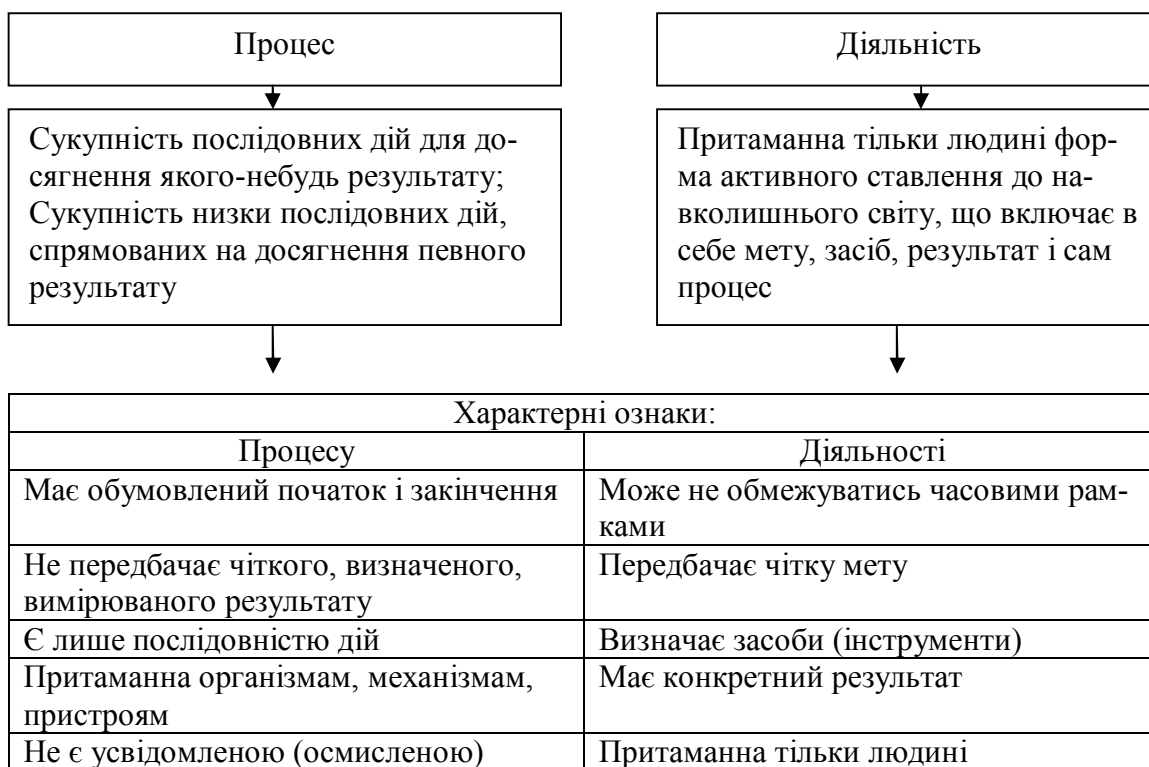 Процес
Діяльність
Сукупність послідовних дій для до-
сягнення якого-небудь результату;
Сукупність низки послідовних дій,
спрямованих на досягнення певного
результату
Притаманна тільки людині фор-
ма активного ставлення до на-
вколишнього світу, що включає в
себе мету, засіб, результат і сам
процес
Характерні ознаки:
Процесу
Діяльності
Має обумовлений початок і закінчення
Може не обмежуватись часовими рам-
ками
Не передбачає чіткого, визначеного,
вимірюваного результату
Передбачає чітку мету
Є лише послідовністю дій
Визначає засоби (інструменти)
Притаманна організмам, механізмам,
пристроям
Має конкретний результат
Не є усвідомленою (осмисленою)
Притаманна тільки людині